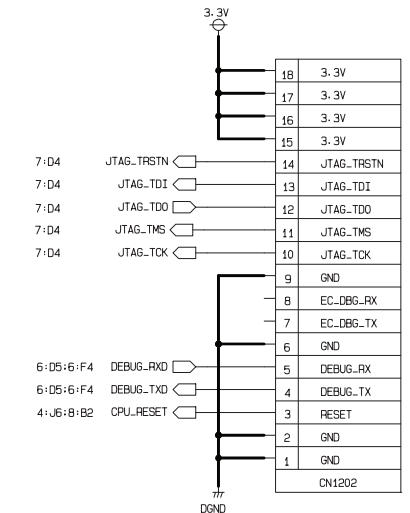 3.3V
18 3.3V
17 3.3V
16 3.3V
15 3.3V
7:D4 JTAG_TRSTN 14 JTAG_TRSTN
7:D4 JTAG_TDI 13 JTAG_TDI
7:D4 JTAG_TDO 12 JTAG_TDO
7:D4 JTAG_TMS 11 JTAG_TMS
7:D4 JTAG_TCK 10 JTAG_TCK
9 GND
8 EC_DBG_RX
7 EC_DBG_TX
6 GND
6:D5;6:F4 DEBUG_RXD 5 DEBUG_RX
6:D5;6:F4 DEBUG_TXD 4 DEBUG_TX
4:J6;8:B2 CPU_RESET 3 RESET
2 GND
1 GND
CN1202
DGND